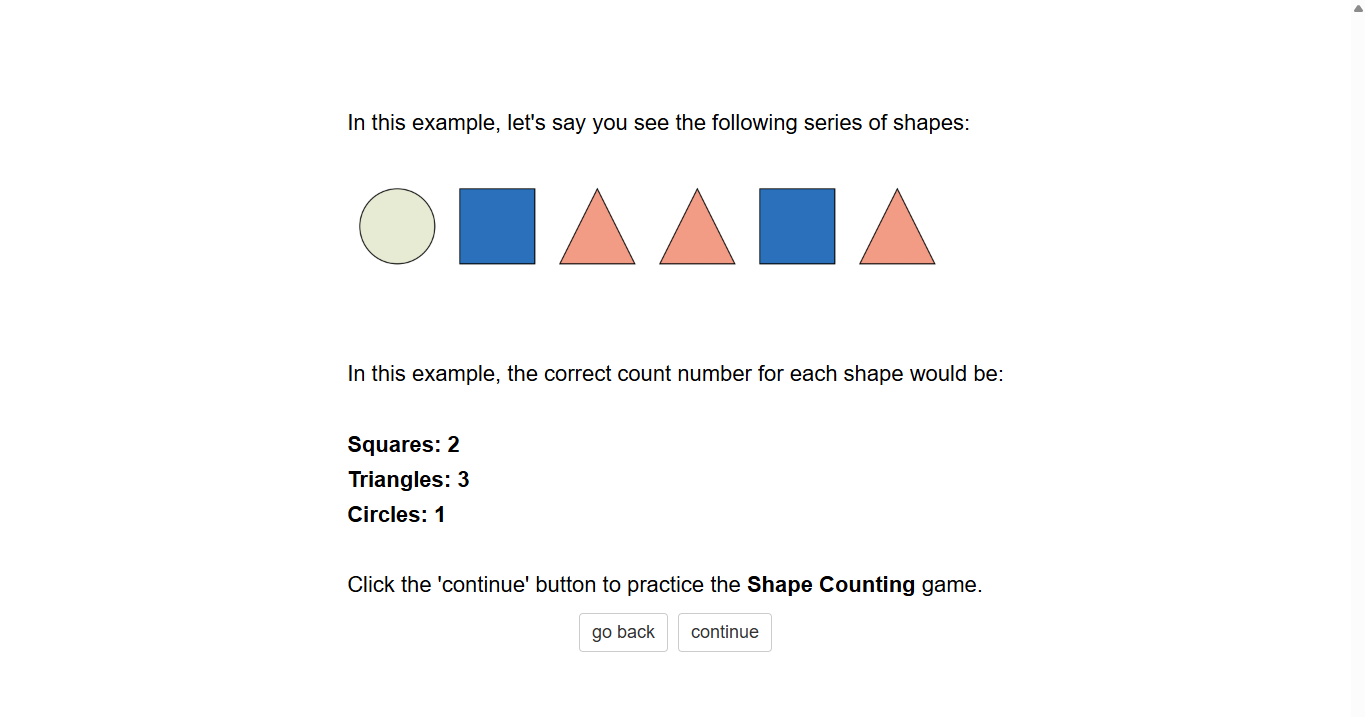 In this example, let's say you see the following series of shapes:
In this example, the correct count number for each shape would be:
Squares: 2
Triangles: 3
Circles: 1
Click the 'continue' button to practice the Shape Counting game.
go back continue